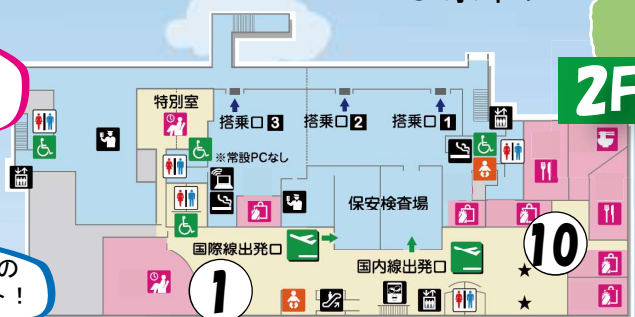 2F
特別室
搭乗口 3
搭乗口 2
搭乗口 1
※常設PCなし
保安検査場
国際線出発口
国内線出発口
の
ト！
1
10